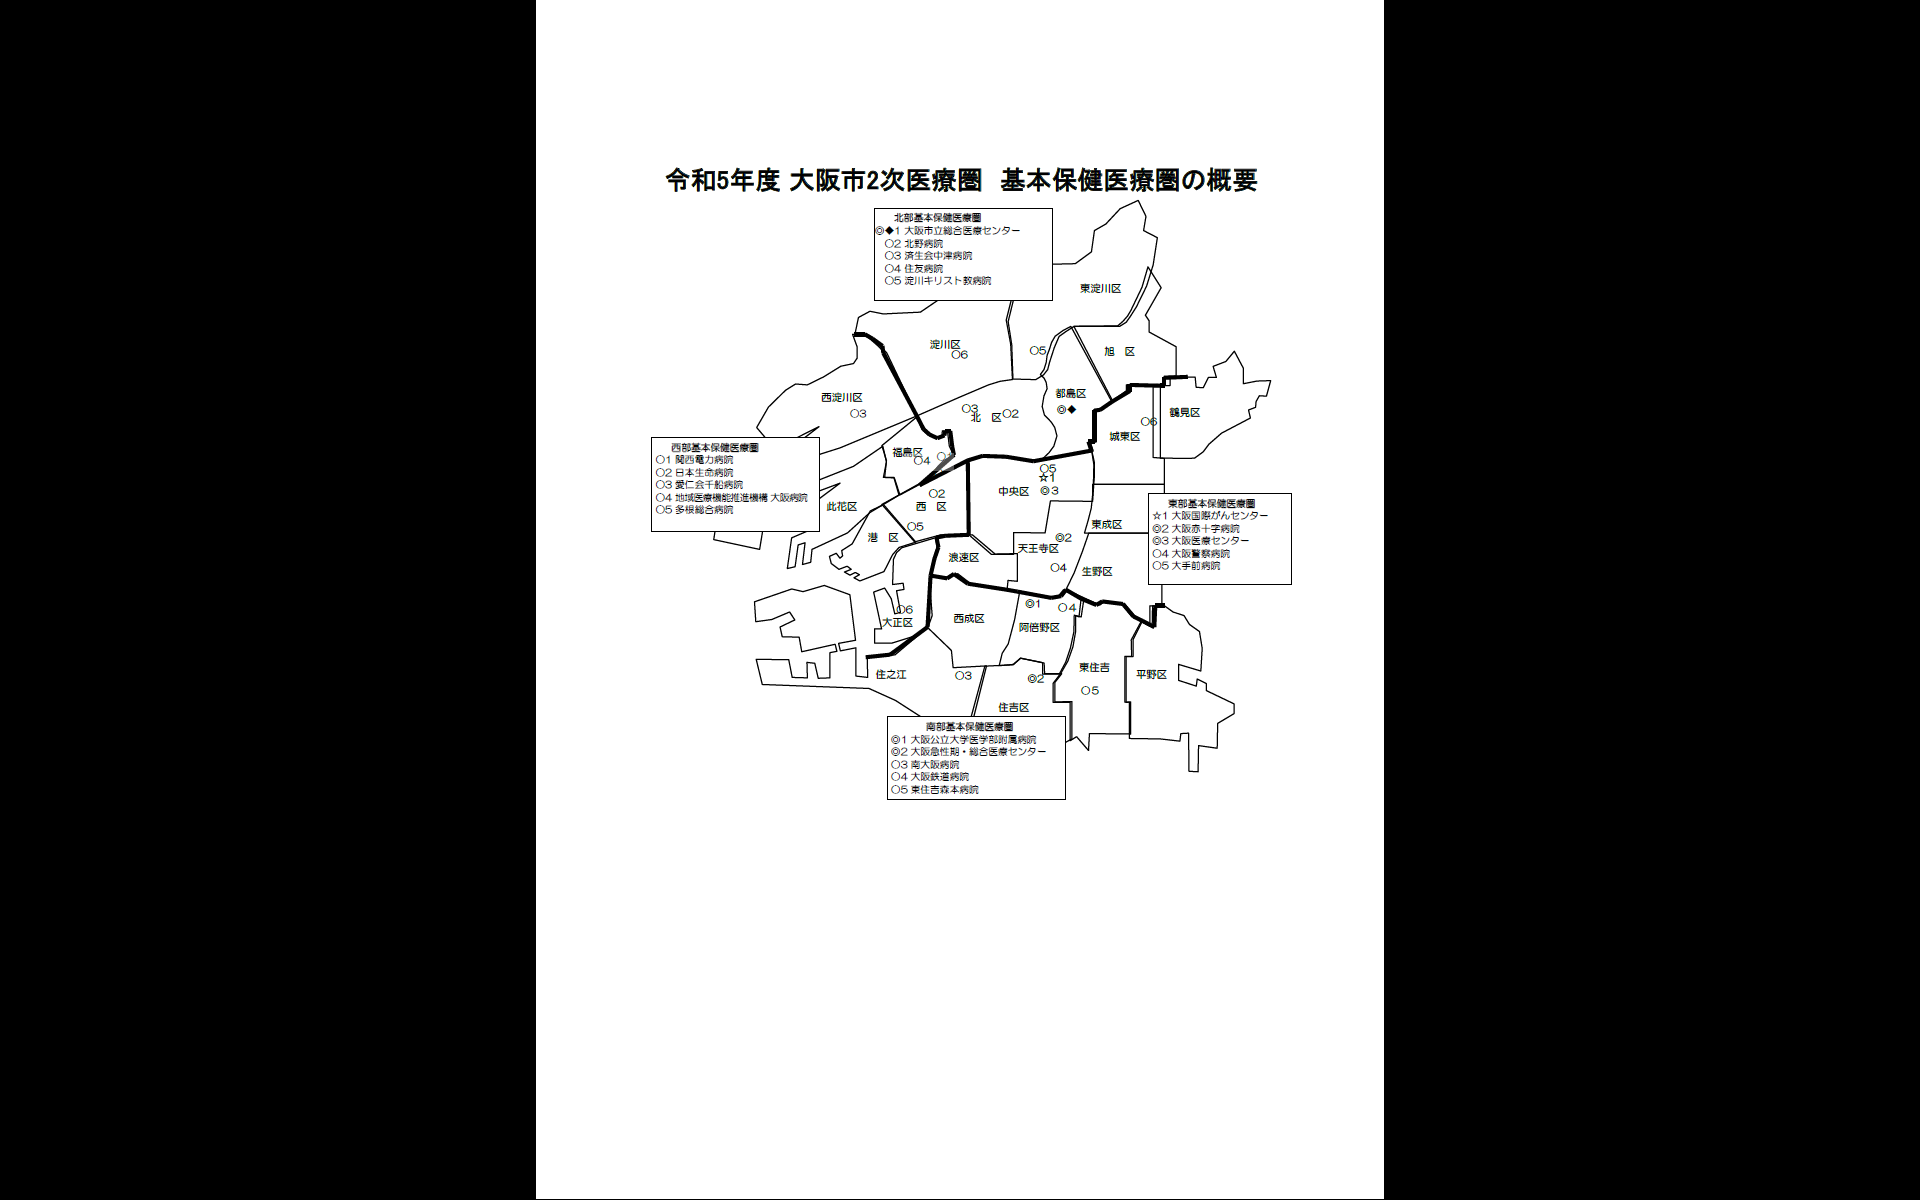 令和5年度 大阪市2次医療圏　基本保健医療圏の概要
北部基本保健医療圏
◎◆1 大阪市立総合医療センター
○2 北野病院
○3 済生会中津病院
○4 住友病院
○5 淀川キリスト教病院
東淀川区
淀川区
○6
○5
旭　区
西淀川区
○3
都島区
◎◆
○3
北　区
○2
鶴見区
○6
城東区
西部基本保健医療圏
○1 関西電力病院
○2 日本生命病院
○3 愛仁会千船病院
○4 地域医療機能推進機構 大阪病院
○5 多根総合病院
福島区
○4
○5
☆1
中央区
◎3
○2
西　区
此花区
○5
港　区
東部基本保健医療圏
☆1 大阪国際がんセンター
◎2 大阪赤十字病院
◎3 大阪医療センター
○4 大阪警察病院
○5 大手前病院
東成区
◎2
天王寺区
○4
浪速区
生野区
○6
大正区
西成区
◎1
○4
阿倍野区
住之江
○3
◎2
東住吉
○5
平野区
住吉区
南部基本保健医療圏
◎1 大阪公立大学医学部附属病院
◎2 大阪急性期・総合医療センター
○3 南大阪病院
○4 大阪鉄道病院
○5 東住吉森本病院